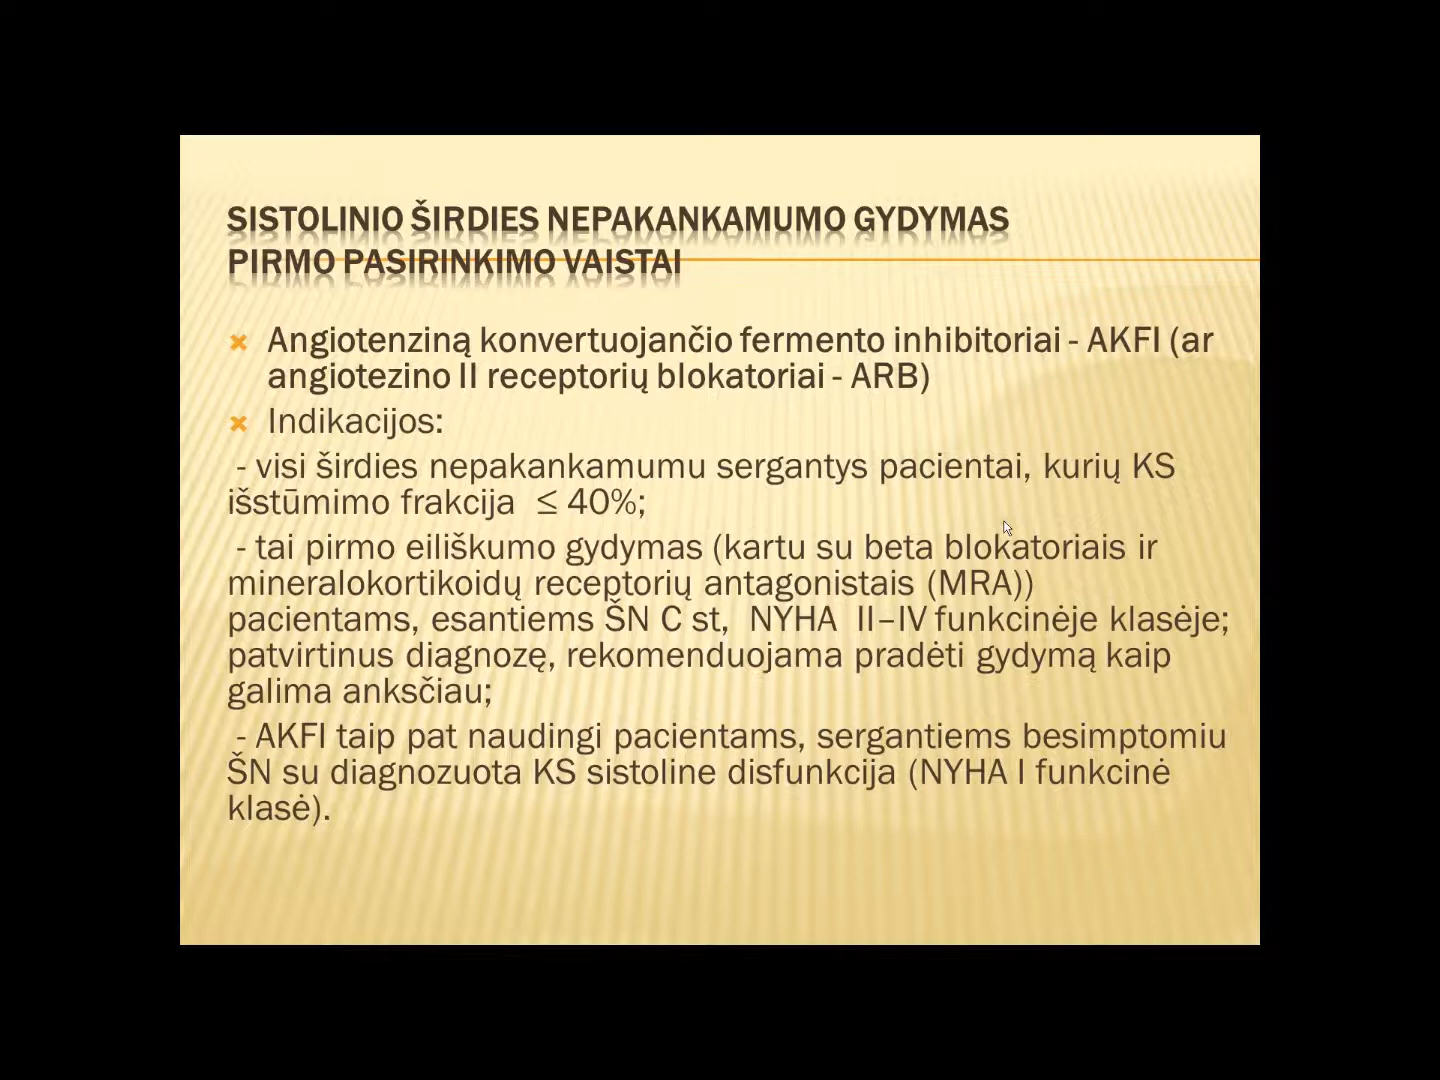 SISTOLINIO ŠIRDIES NEPAKANKAMUMO GYDYMAS
PIRMO PASIRINKIMO VAISTAI
Angiotenziną konvertuojančio fermento inhibitoriai - AKFI (ar
angiotezino II receptorių blokatoriai - ARB)
Indikacijos:
- visi širdies nepakankamumu sergantys pacientai, kurių KS
išstūmimo frakcija ≤ 40%;
- tai pirmo eiliškumo gydymas (kartu su beta blokatoriais ir
mineralokortikoidų receptorių antagonistais (MRA))
pacientams, esantiems ŠN C st, NYHA II–IV funkcinėje klasėje;
patvirtinus diagnozę, rekomenduojama pradėti gydymą kaip
galima anksčiau;
- AKFI taip pat naudingi pacientams, sergantiems besimptomiu
ŠN su diagnozuota KS sistoline disfunkcija (NYHA I funkcinė
klasė).